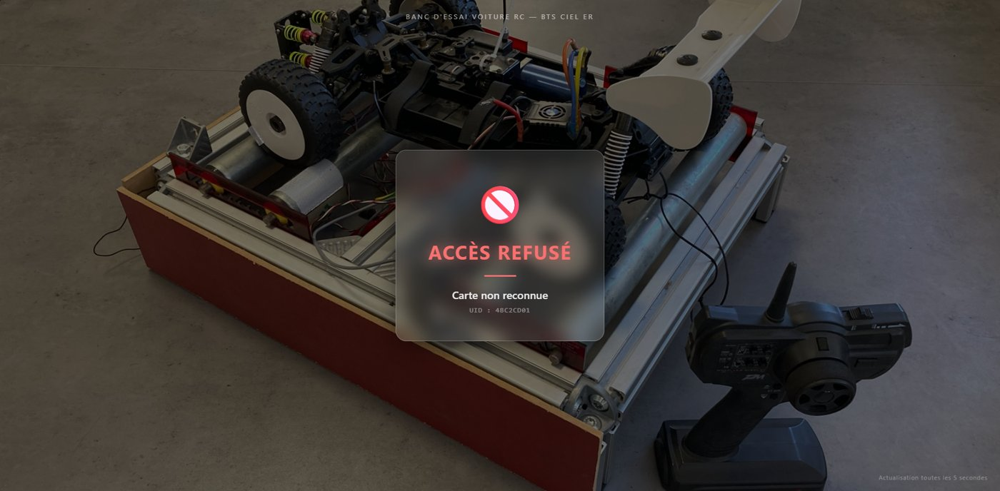 BANC D'ESSAI VOITURE RC — BTS CIEL ER
ACCÈS REFUSÉ
Carte non reconnue
UID : 4BC2CD01
Actualisation toutes les 5 secondes